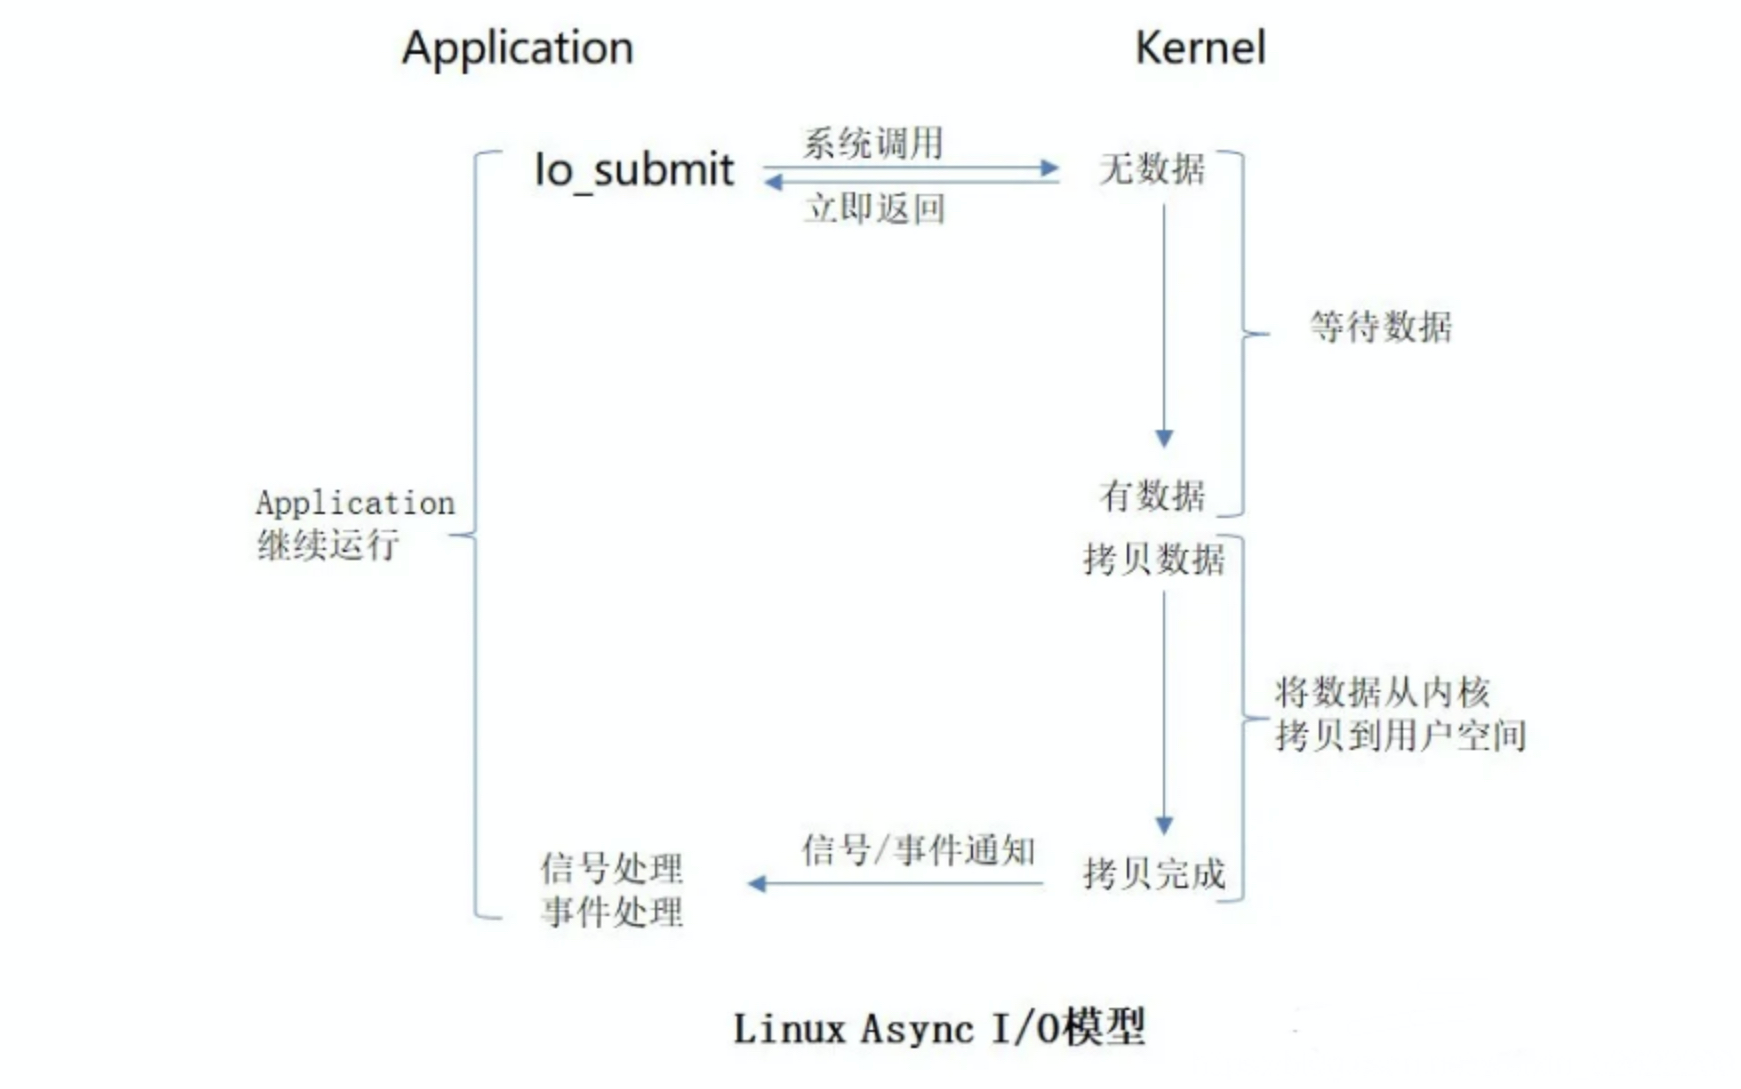 Application
Kernel
Io_submit
系统调用
立即返回
无数据
等待数据
有数据
Application
继续运行
拷贝数据
将数据从内核
拷贝到用户空间
信号/事件通知
拷贝完成
信号处理
事件处理
Linux Async I/O模型